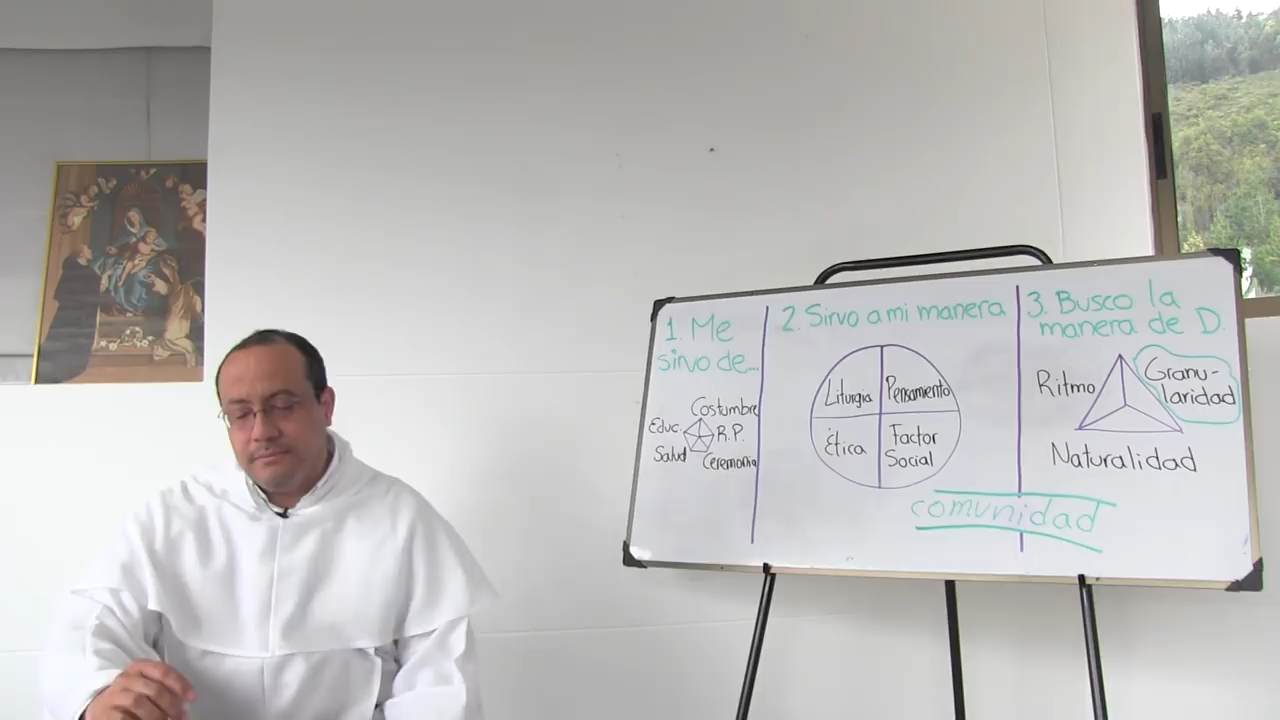 1. Me
sirvo de...
Costumbre
Educ.
R.P.
Salud
Ceremonia
2. Sirvo a mi manera
Liturgia
Pensamiento
Ética
Factor
Social
3. Busco la
manera de D.
Ritmo
Granu-
laridad
Naturalidad
comunidad